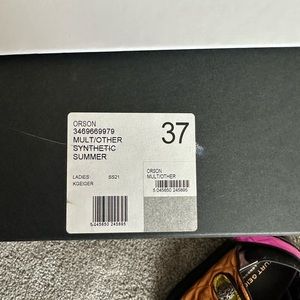 ORSON
3469669979
MULT/OTHER
SYNTHETIC
SUMMER
37
LADIES SS21
KGEIGER
ORSON
MULT/OTHER
5 045650 245895
5 045650 245895